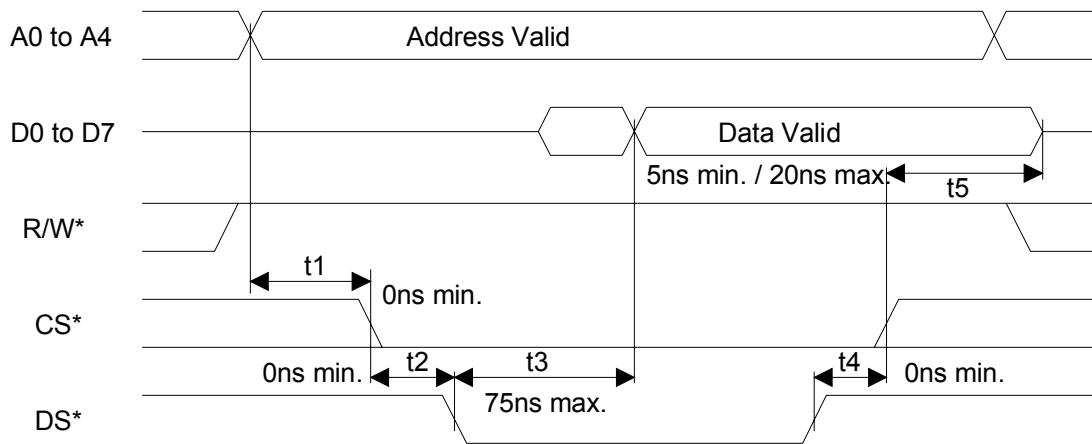 A0 to A4
Address Valid
D0 to D7
Data Valid
5ns min. / 20ns max.
t5
R/W*
t1
0ns min.
CS*
0ns min.
t2
t3
t4
0ns min.
75ns max.
DS*